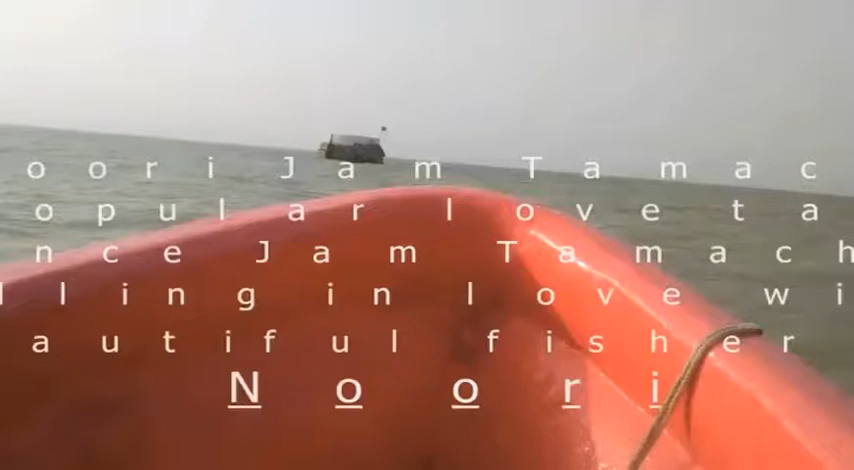 oori Jam Tamac
opular love ta
nce Jam Tamach
lling in love wi
autiful fisher
Noori